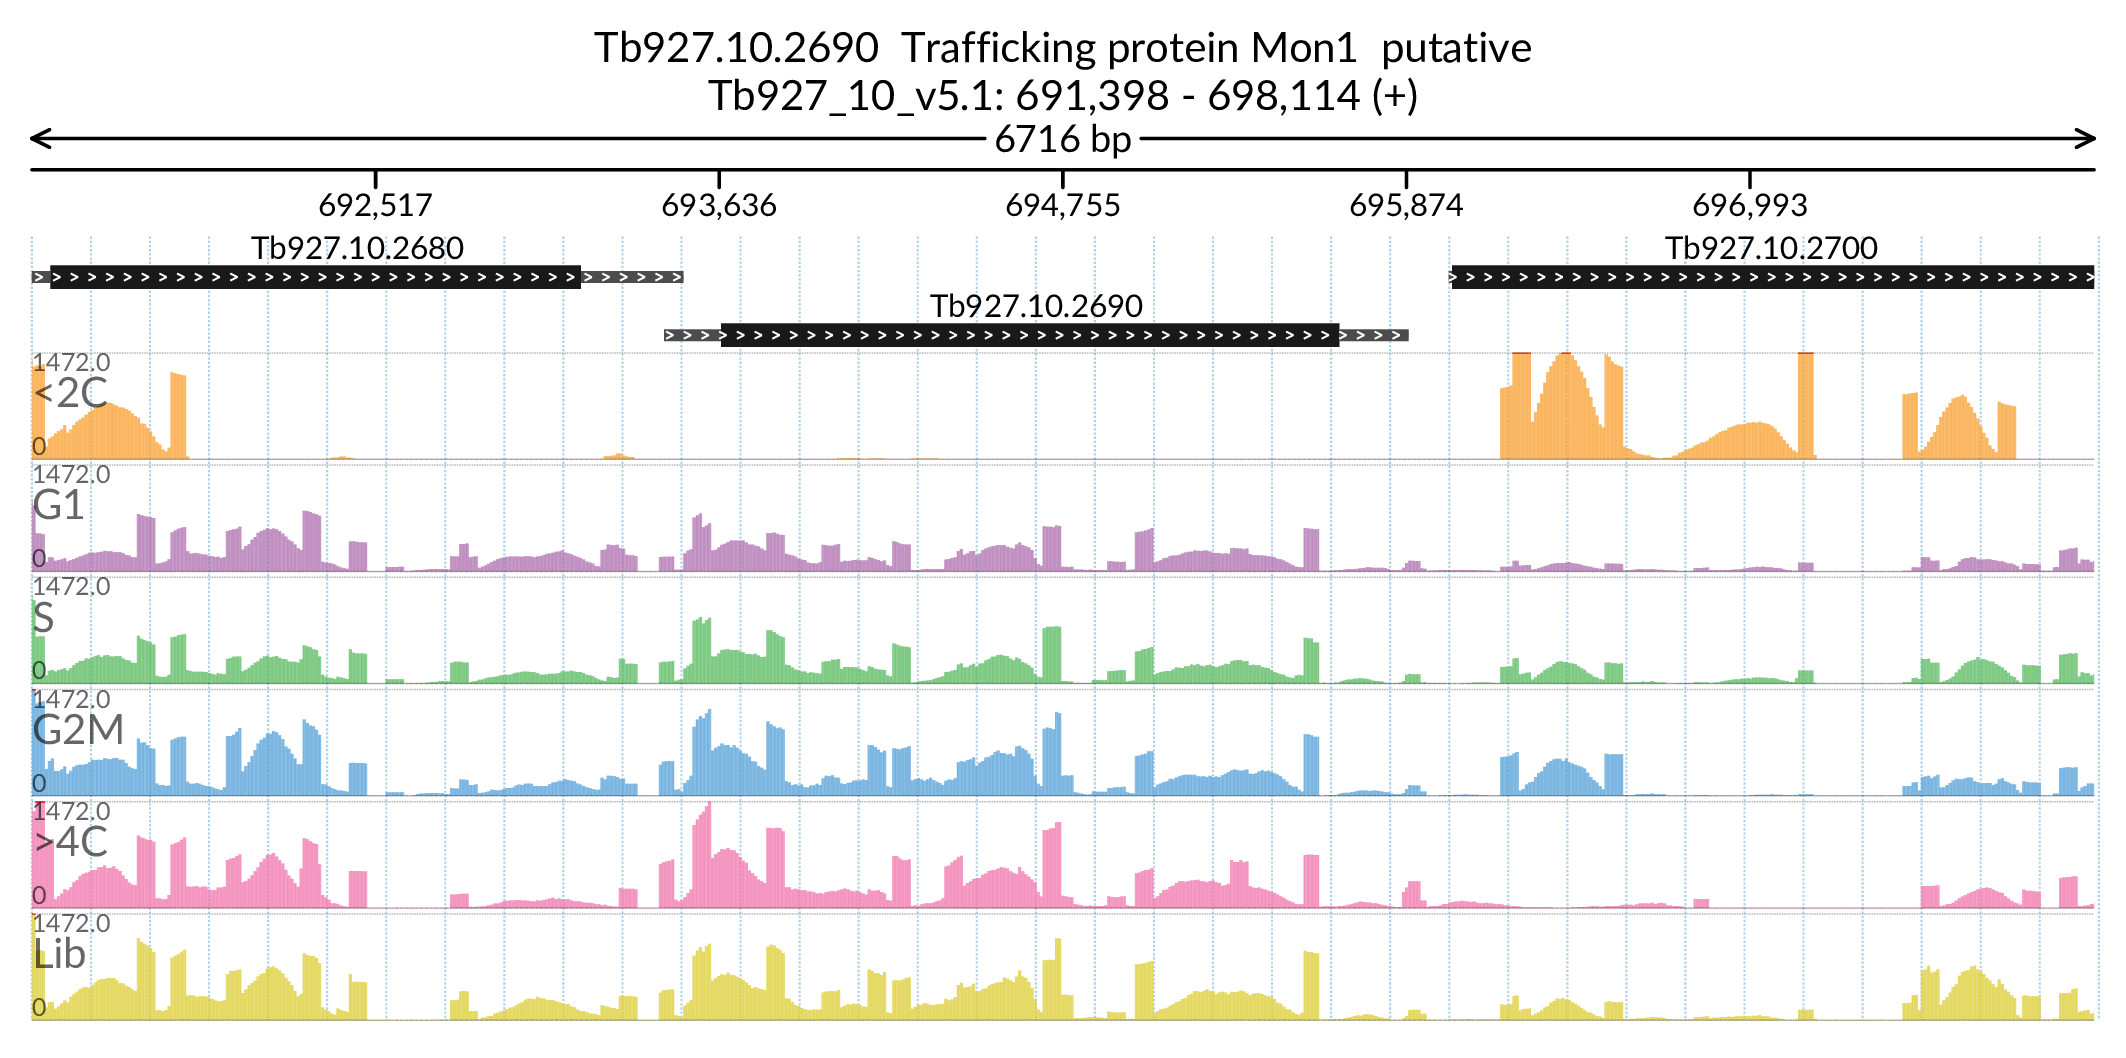 Tb927.10.2690  Trafficking protein Mon1  putative
Tb927_10_v5.1: 691,398 - 698,114 (+)
6716 bp
692,517 693,636 694,755 695,874 696,993
Tb927.10.2680 Tb927.10.2700
Tb927.10.2690
1472.0
<2C
0
1472.0
G1
0
1472.0
S
0
1472.0
G2M
0
1472.0
>4C
0
1472.0
Lib
0